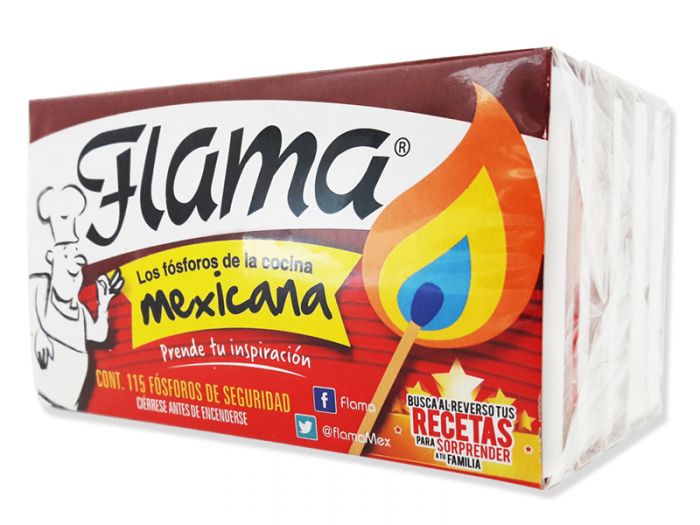 Flama®
Los fósforos de la cocina
mexicana
Prende tu inspiración
CONT. 115 FÓSFOROS DE SEGURIDAD
CIÉRRESE ANTES DE ENCENDERSE
Flama
@flamaMex
BUSCA AL REVERSO TUS
RECETAS
PARA SORPRENDER
A TU FAMILIA